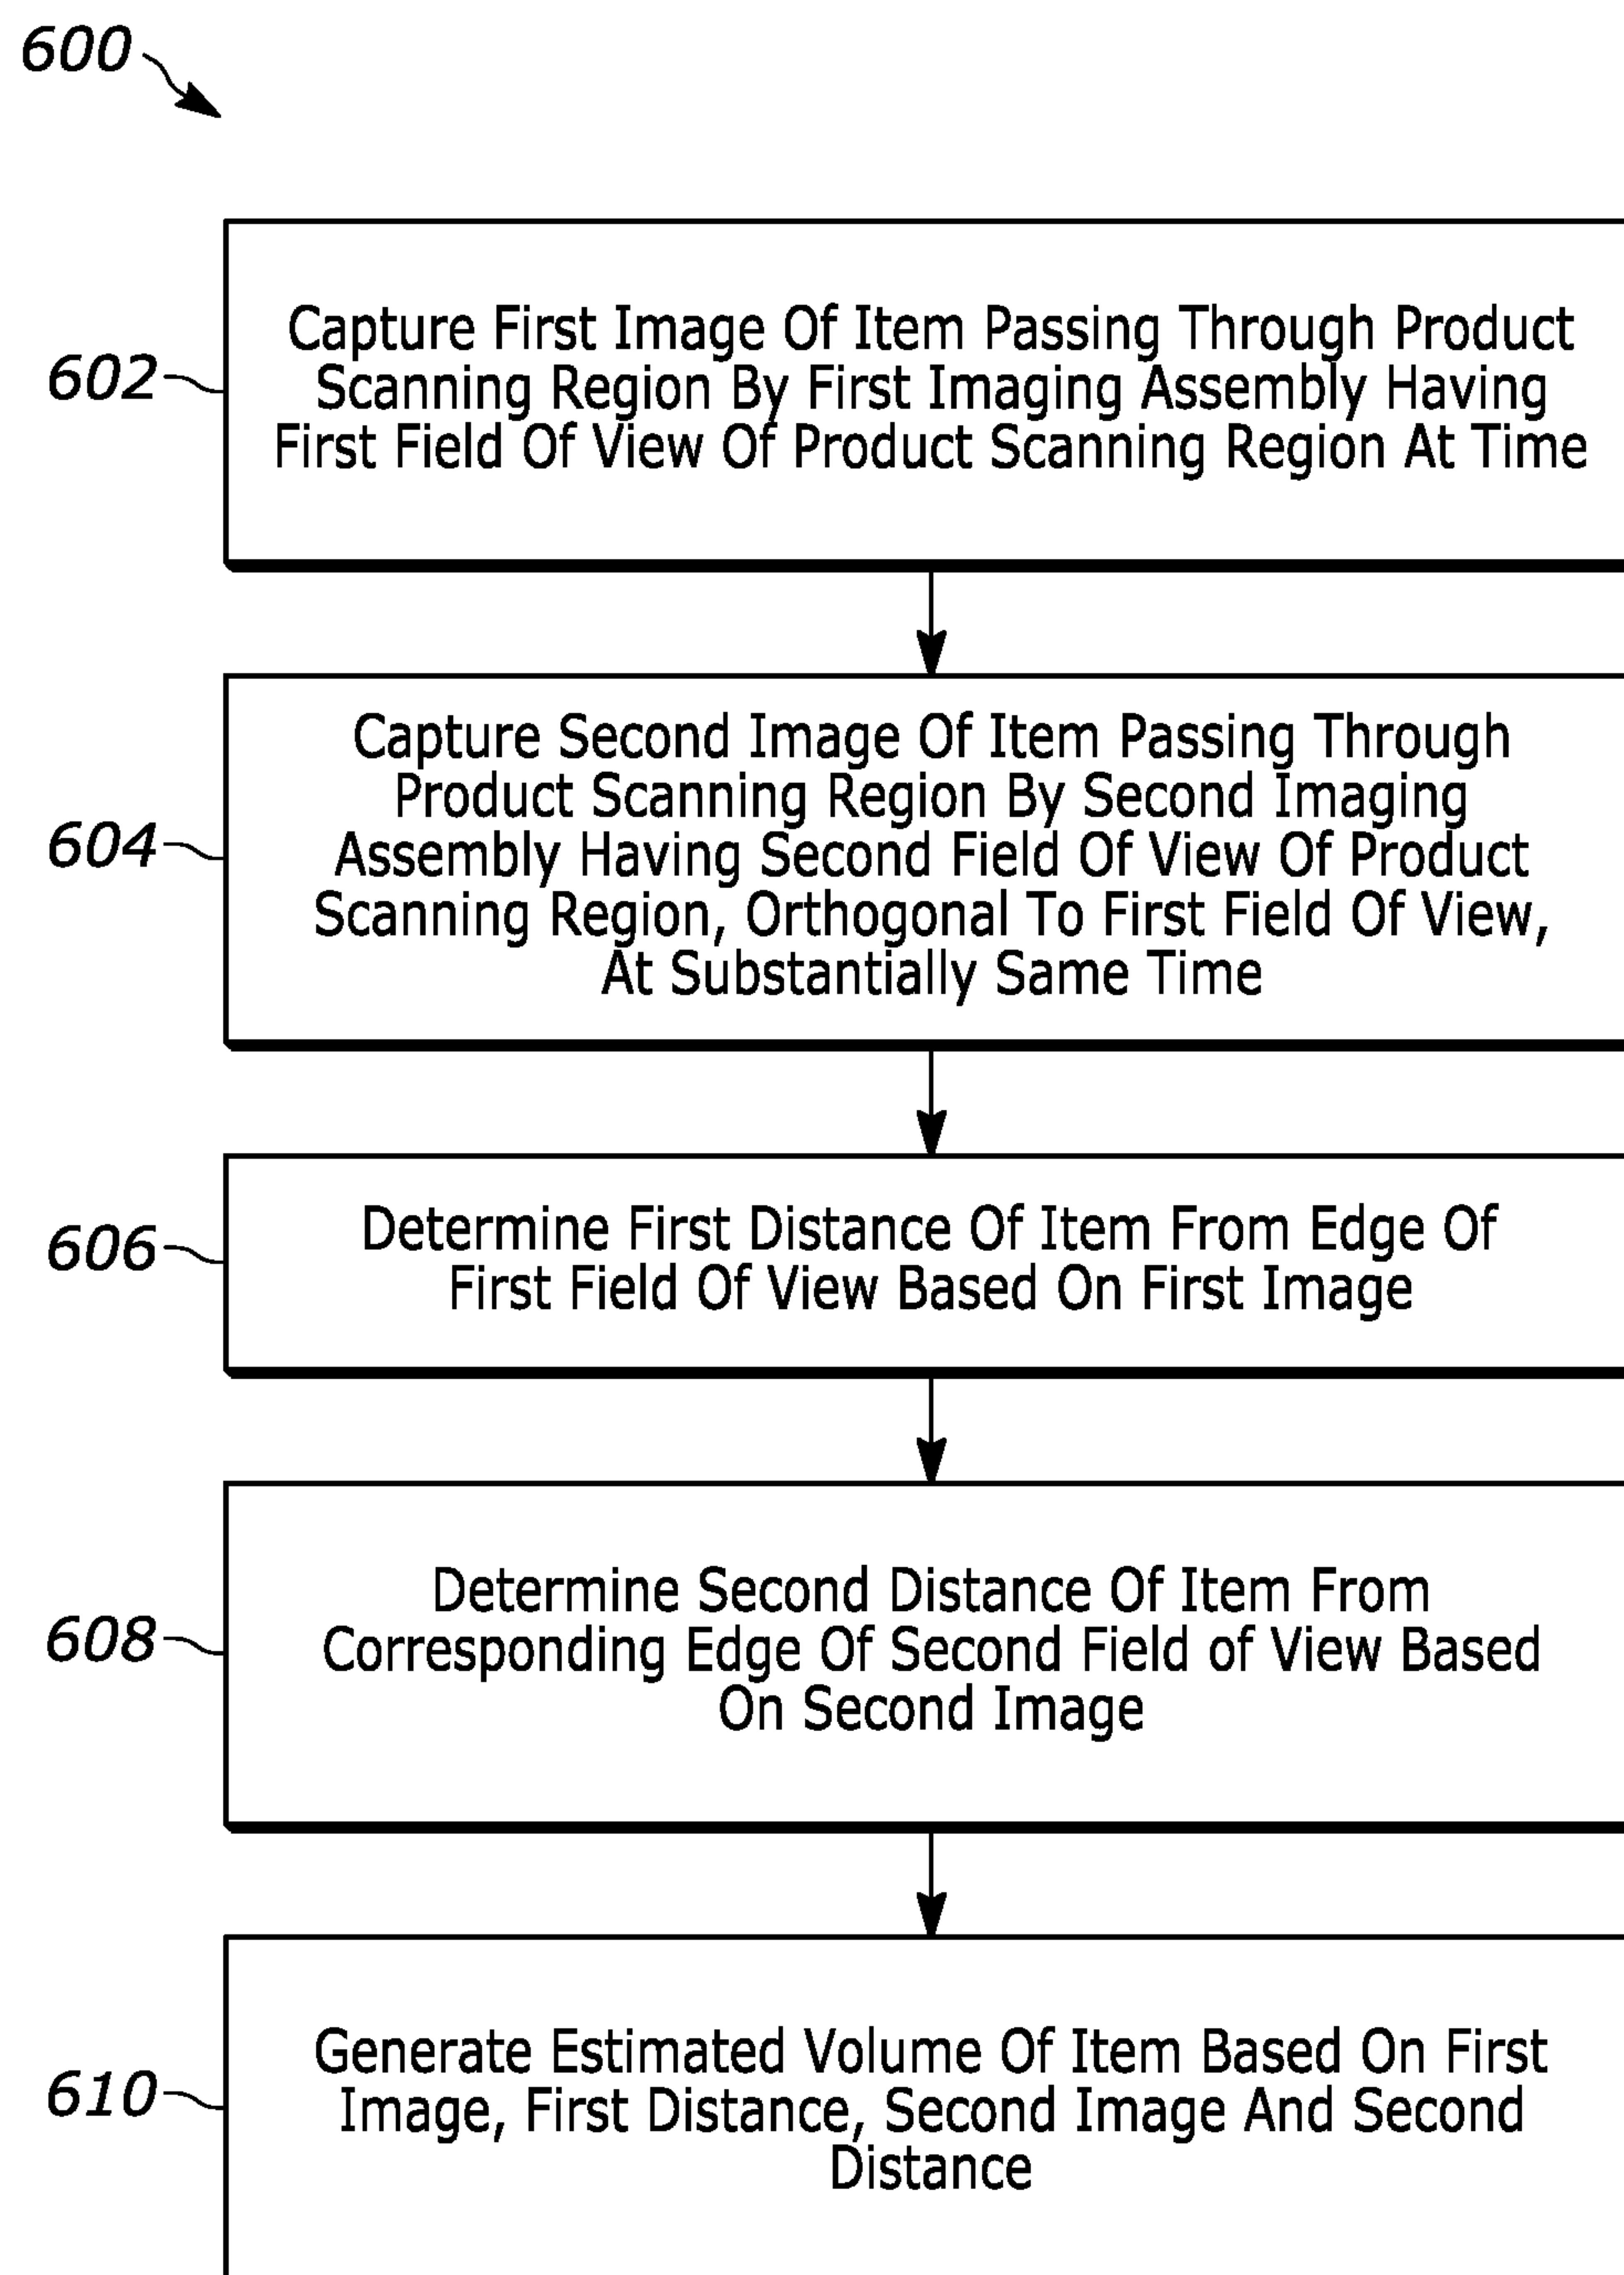 600
602
Capture First Image Of Item Passing Through Product
Scanning Region By First Imaging Assembly Having
First Field Of View Of Product Scanning Region At Time
604
Capture Second Image Of Item Passing Through
Product Scanning Region By Second Imaging
Assembly Having Second Field Of View Of Product
Scanning Region, Orthogonal To First Field Of View,
At Substantially Same Time
606
Determine First Distance Of Item From Edge Of
First Field Of View Based On First Image
608
Determine Second Distance Of Item From
Corresponding Edge Of Second Field of View Based
On Second Image
610
Generate Estimated Volume Of Item Based On First
Image, First Distance, Second Image And Second
Distance